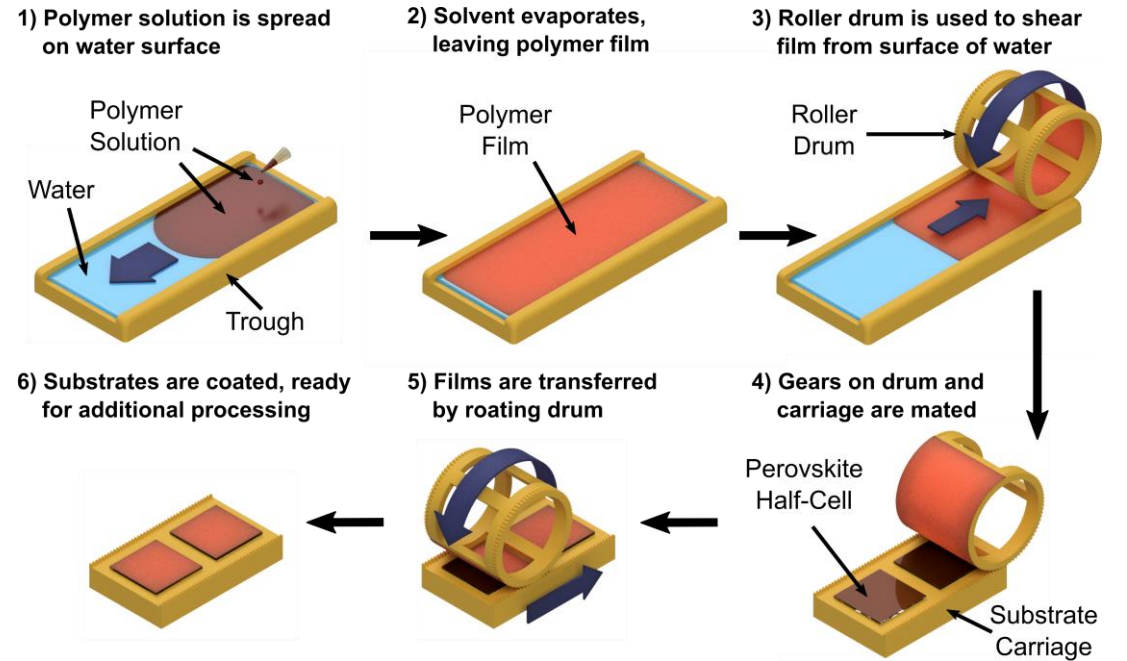 1) Polymer solution is spread
on water surface
Polymer
Solution
Water
Trough
2) Solvent evaporates,
leaving polymer film
Polymer
Film
3) Roller drum is used to shear
film from surface of water
Roller
Drum
4) Gears on drum and
carriage are mated
Perovskite
Half-Cell
Substrate
Carriage
5) Films are transferred
by roating drum
6) Substrates are coated, ready
for additional processing